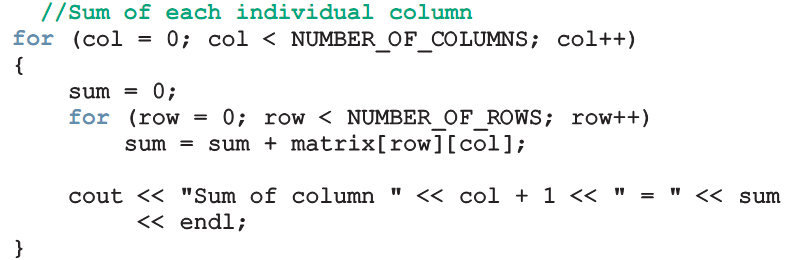 //Sum of each individual column
for (col = 0; col < NUMBER_OF_COLUMNS; col++)
{
    sum = 0;
    for (row = 0; row < NUMBER_OF_ROWS; row++)
        sum = sum + matrix[row][col];
    cout << "Sum of column " << col + 1 << " = " << sum
         << endl;
}